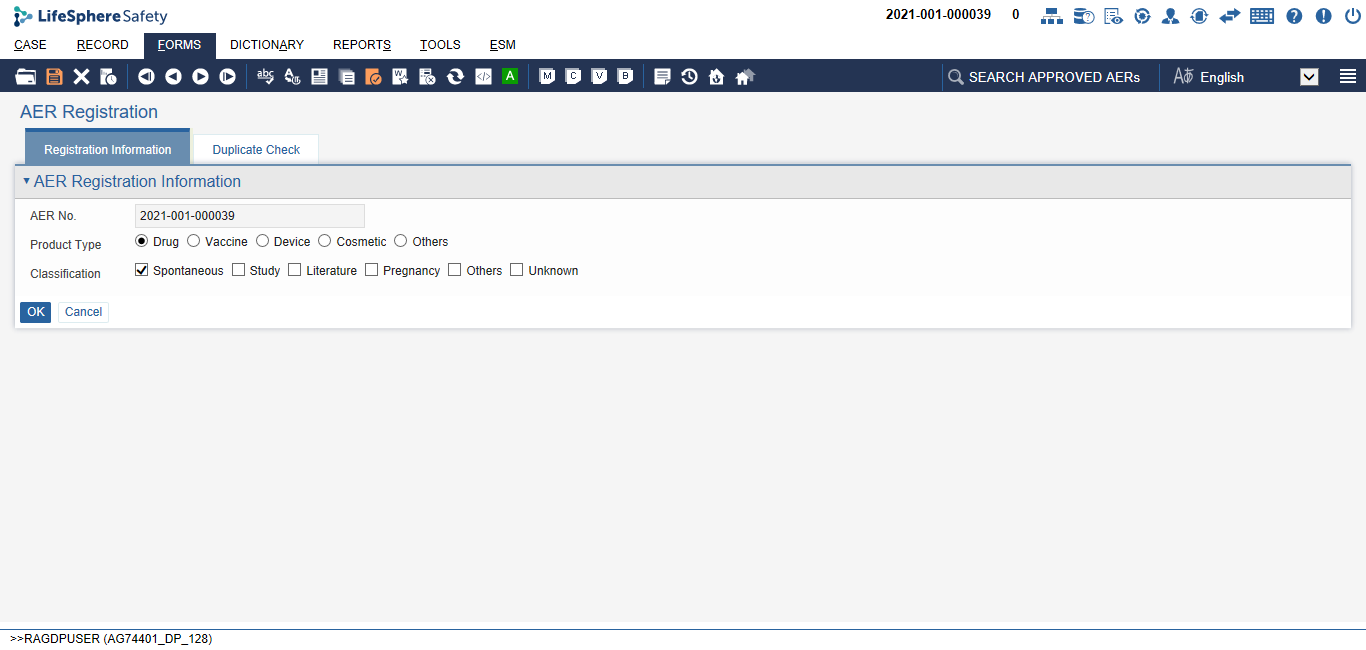 LifeSphere Safety
2021-001-000039 0
CASE RECORD FORMS DICTIONARY REPORTS TOOLS ESM
abc A W </> A M C V B SEARCH APPROVED AERs English
AER Registration
Registration Information Duplicate Check
AER Registration Information
AER No. 2021-001-000039
Product Type Drug Vaccine Device Cosmetic Others
Classification Spontaneous Study Literature Pregnancy Others Unknown
OK Cancel
>>RAGDPUSER (AG74401_DP_128)